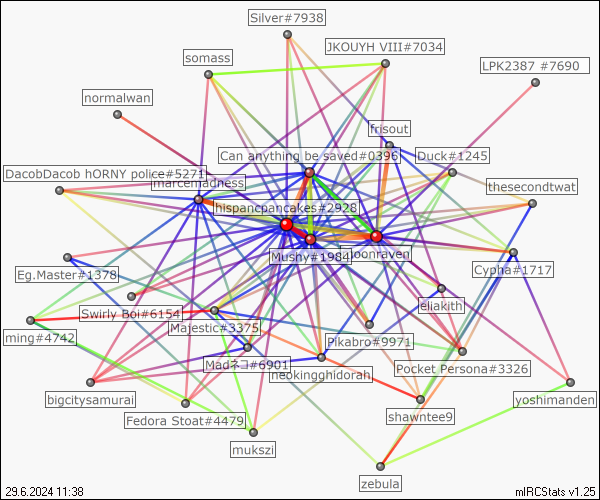 Silver#7938
JKOUYH VIII#7034
somass
LPK2387 #7690
normalwan
frisout
Can anything be saved#0396
Duck#1245
DacobDacob hORNY police#5271
marcemadness
thesecondtwat
hispancpancakes#2928
Mushy#1984
moonraven
Cypha#1717
Eg.Master#1378
eliakith
Swirly Boi#6154
Majestic#3375
ming#4742
Pikabro#9971
Madネコ#6901
neokingghidorah
Pocket Persona#3326
bigcitysamurai
yoshimanden
Fedora Stoat#4479
shawntee9
mukszi
zebula
29.6.2024 11:38
mIRCStats v1.25